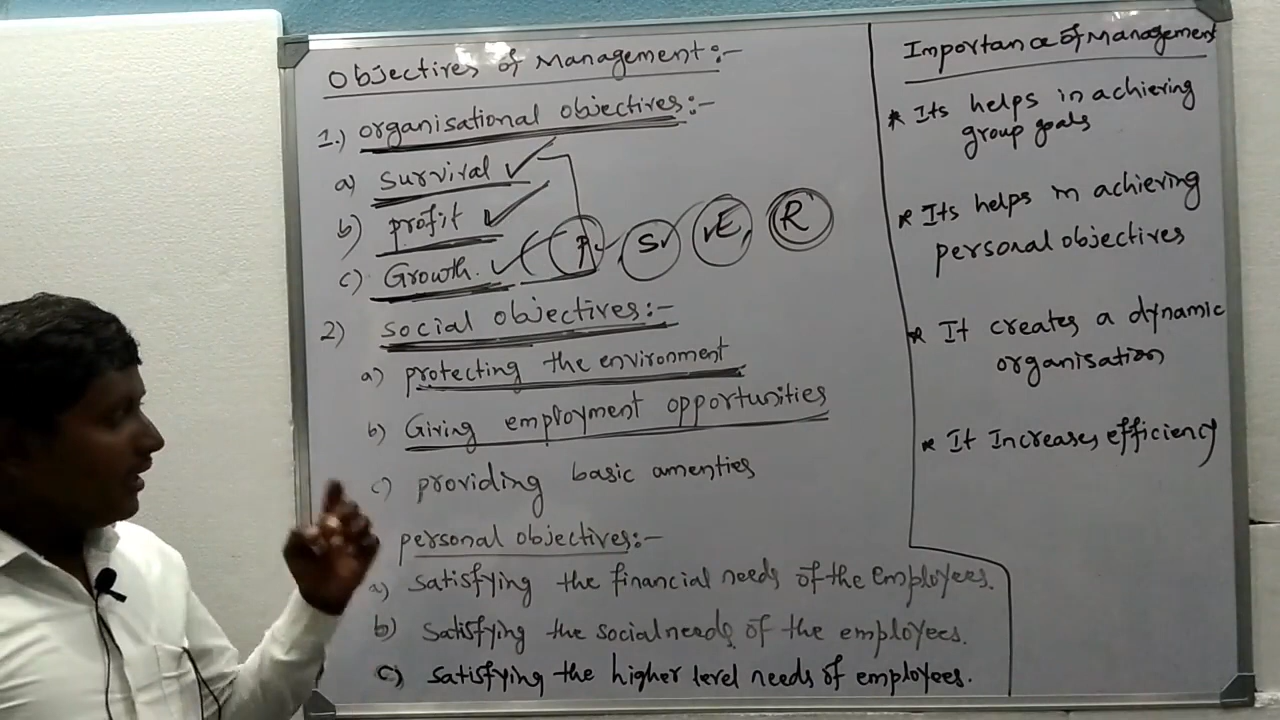 Objectives of Management:-
1.) organisational objectives:-
a) survival
b) profit
c) Growth.
P S E R
2) social objectives:-
a) protecting the environment
b) Giving employment opportunities
c) providing basic amenties
personal objectives:-
a) satisfying the financial needs of the employees.
b) satisfying the social needs of the employees.
c) satisfying the higher level needs of employees.
Importance of Management
* Its helps in achieving
group goals
* Its helps in achieving
personal objectives
* It creates a dynamic
organisation
* It Increases efficiency